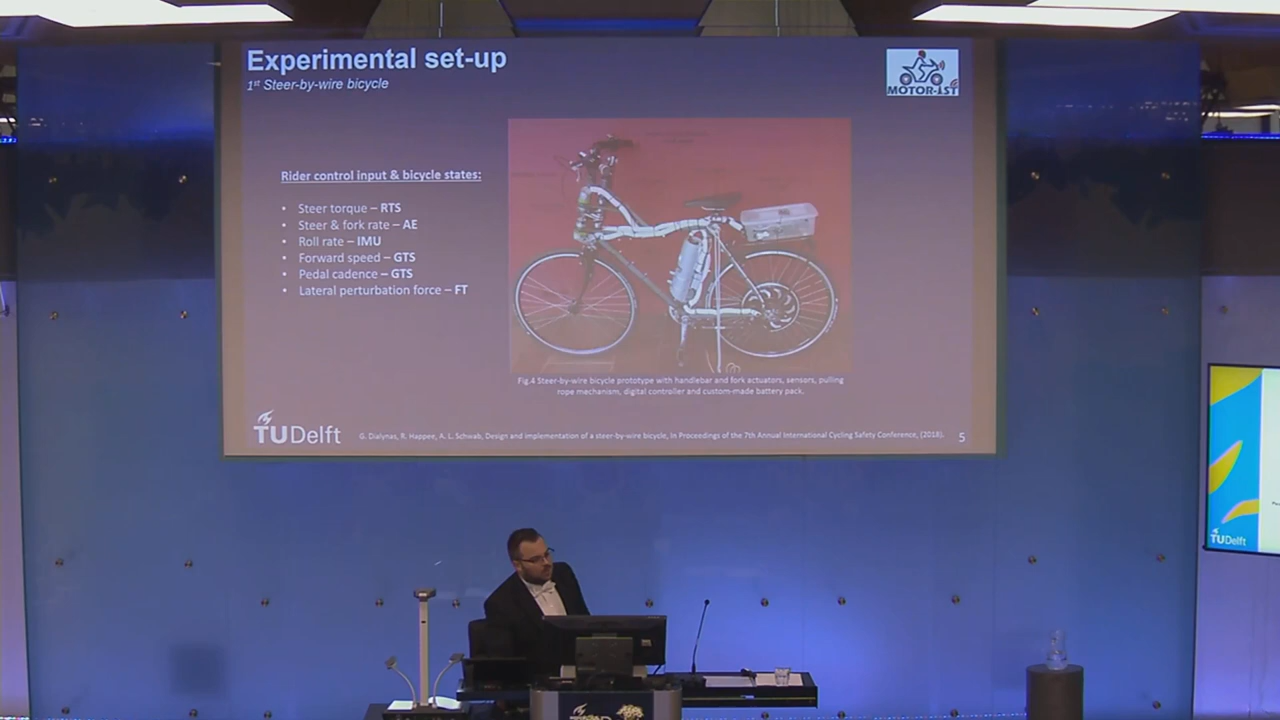 Experimental set-up
1st Steer-by-wire bicycle
MOTOR-IST
Rider control input & bicycle states:
• Steer torque – RTS
• Steer & fork rate – AE
• Roll rate – IMU
• Forward speed – GTS
• Pedal cadence – GTS
• Lateral perturbation force – FT
Fig.4 Steer-by-wire bicycle prototype with handlebar and fork actuators, sensors, pulling
rope mechanism, digital controller and custom-made battery pack.
TUDelft
G. Dialynas, R. Happee, A. L. Schwab, Design and implementation of a steer-by-wire bicycle, In Proceedings of the 7th Annual International Cycling Safety Conference, (2018).
5
TUDelft